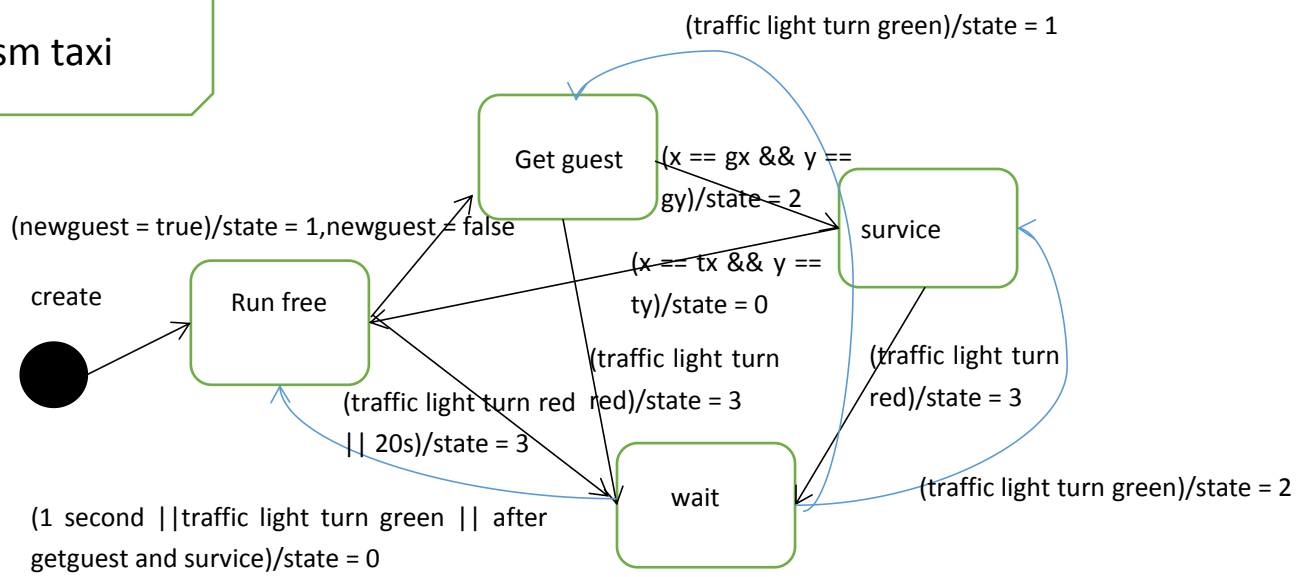 sm taxi
(traffic light turn green)/state = 1
Get guest
(x == gx && y ==
gy)/state = 2
survice
(newguest = true)/state = 1,newguest = false
(x == tx && y ==
ty)/state = 0
create
Run free
(traffic light turn
red)/state = 3
(traffic light turn
red)/state = 3
(traffic light turn red
|| 20s)/state = 3
wait
(traffic light turn green)/state = 2
(1 second ||traffic light turn green || after
getguest and survice)/state = 0